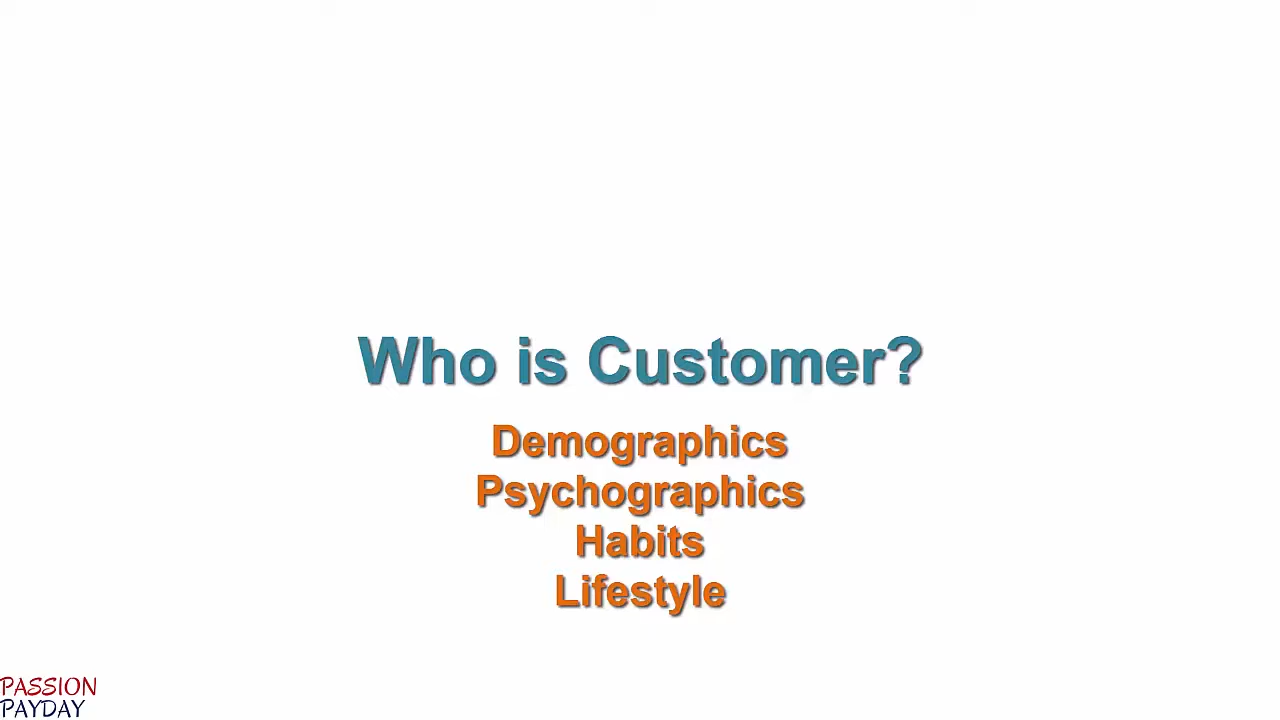 Who is Customer?
Demographics
Psychographics
Habits
Lifestyle
PASSION
PAYDAY